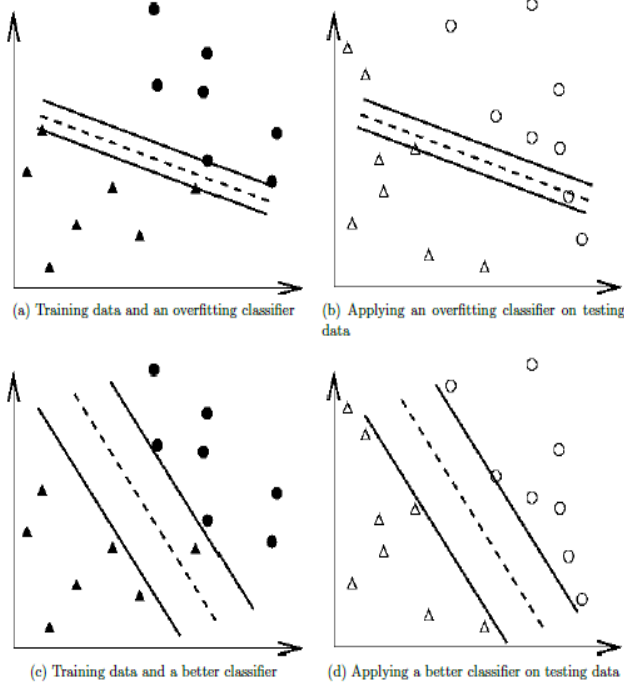 (a) Training data and an overfitting classifier
(b) Applying an overfitting classifier on testing
data
(c) Training data and a better classifier
(d) Applying a better classifier on testing data